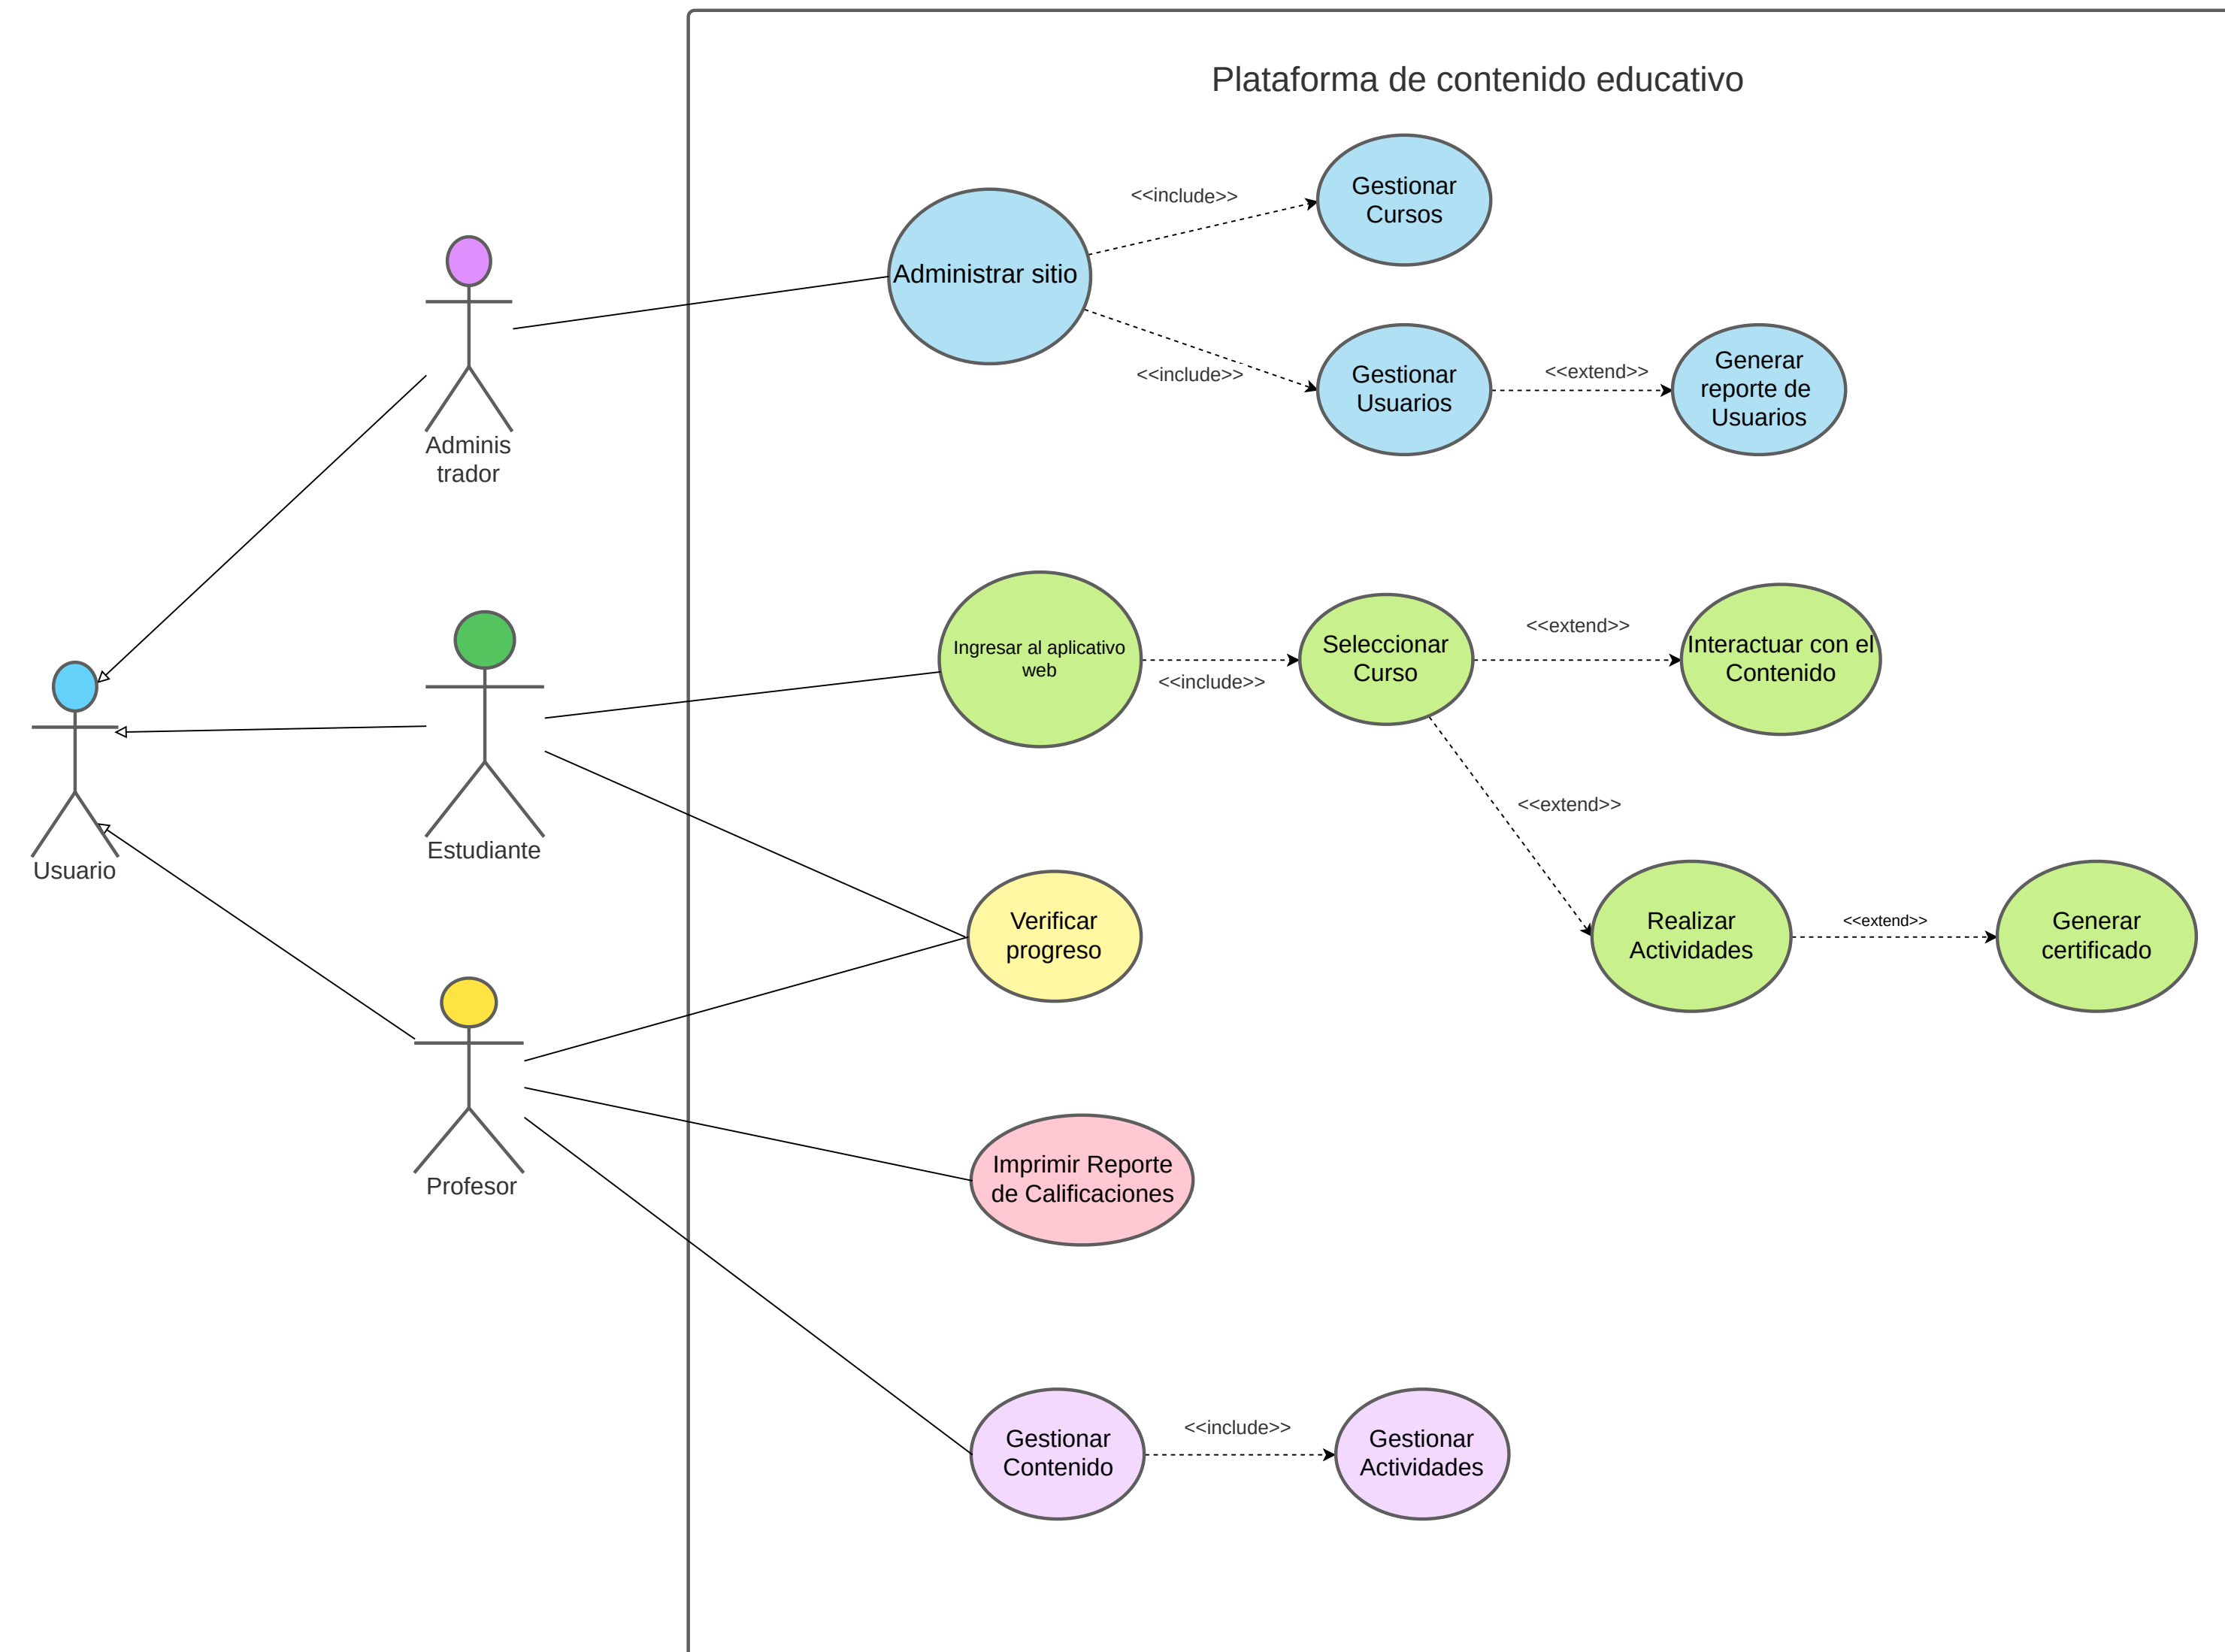 Plataforma de contenido educativo
<<include>>
Gestionar
Cursos
Administrar sitio
<<include>>
Gestionar
Usuarios
<<extend>>
Generar
reporte de
Usuarios
Adminis
trador
Ingresar al aplicativo
web
<<include>>
Seleccionar
Curso
<<extend>>
Interactuar con el
Contenido
<<extend>>
Estudiante
Usuario
Verificar
progreso
Realizar
Actividades
<<extend>>
Generar
certificado
Profesor
Imprimir Reporte
de Calificaciones
Gestionar
Contenido
<<include>>
Gestionar
Actividades